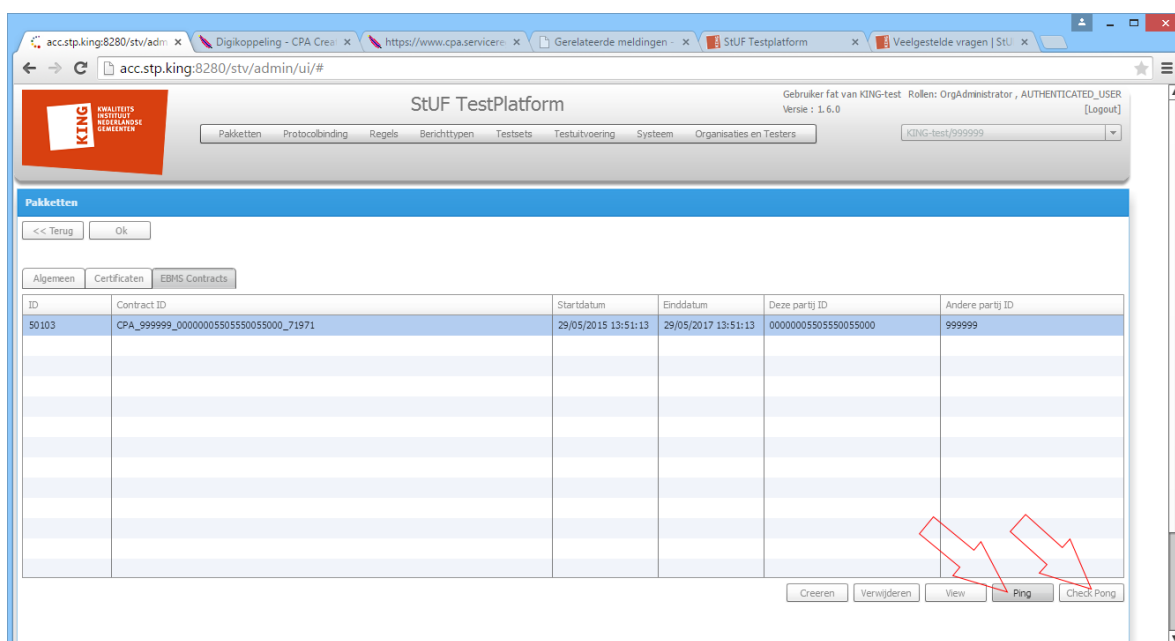 acc.stp.king:8280/stv/adm
Digikoppeling - CPA Crea
https://www.cpa.servicere
Gerelateerde meldingen -
StUF Testplatform
Veelgestelde vragen | StU
acc.stp.king:8280/stv/admin/ui/#
KING
KWALITEITS
INSTITUUT
NEDERLANDSE
GEMEENTEN
StUF TestPlatform
Gebruiker fat van KING-test Rollen: OrgAdministrator , AUTHENTICATED_USER
Versie : 1.6.0
[Logout]
Pakketten Protocolbinding Regels Berichttypen Testsets Testuitvoering Systeem Organisaties en Testers
KING-test/999999
Pakketten
<< Terug Ok
Algemeen Certificaten EBMS Contracts
ID Contract ID Startdatum Einddatum Deze partij ID Andere partij ID
50103 CPA_999999_00000005505550055000_71971 29/05/2015 13:51:13 29/05/2017 13:51:13 00000005505550055000 999999
Creeren Verwijderen View Ping Check Pong